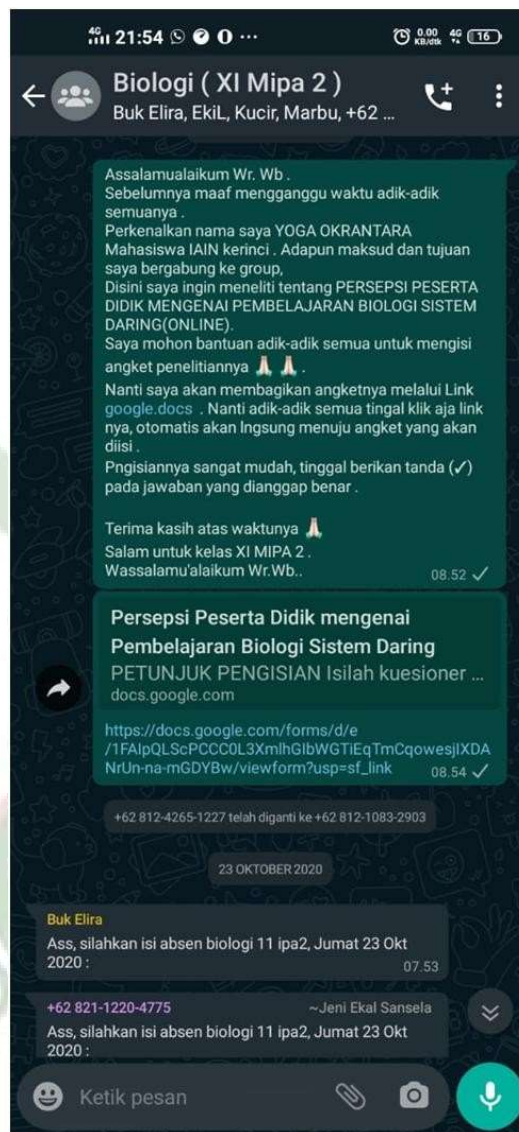 4G 21:54 ...
0.00 KB/dtk 4G 16
Biologi ( XI Mipa 2 )
Buk Elira, EkiL, Kucir, Marbu, +62 ...
Assalamualaikum Wr. Wb .
Sebelumnya maaf mengganggu waktu adik-adik
semuanya .
Perkenalkan nama saya YOGA OKRANTARA
Mahasiswa IAIN kerinci . Adapun maksud dan tujuan
saya bergabung ke group,
Disini saya ingin meneliti tentang PERSEPSI PESERTA
DIDIK MENGENAI PEMBELAJARAN BIOLOGI SISTEM
DARING(ONLINE).
Saya mohon bantuan adik-adik semua untuk mengisi
angket penelitiannya 🙏🏻 🙏🏻 .
Nanti saya akan membagikan angketnya melalui Link
google.docs . Nanti adik-adik semua tingal klik aja link
nya, otomatis akan lngsung menuju angket yang akan
diisi .
Pngisiannya sangat mudah, tinggal berikan tanda (✓)
pada jawaban yang dianggap benar .
Terima kasih atas waktunya 🙏🏻
Salam untuk kelas XI MIPA 2 .
Wassalamu'alaikum Wr.Wb..
08.52 ✓
Persepsi Peserta Didik mengenai
Pembelajaran Biologi Sistem Daring
PETUNJUK PENGISIAN Isilah kuesioner ...
docs.google.com
https://docs.google.com/forms/d/e
/1FAIpQLScPCCC0L3XmlhGIbWGTiEqTmCqowesjIXDA
NrUn-na-mGDYBw/viewform?usp=sf_link
08.54 ✓
+62 812-4265-1227 telah diganti ke +62 812-1083-2903
23 OKTOBER 2020
Buk Elira
Ass, silahkan isi absen biologi 11 ipa2, Jumat 23 Okt
2020 :
07.53
+62 821-1220-4775 ~Jeni Ekal Sansela
Ass, silahkan isi absen biologi 11 ipa2, Jumat 23 Okt
2020 :
Ketik pesan